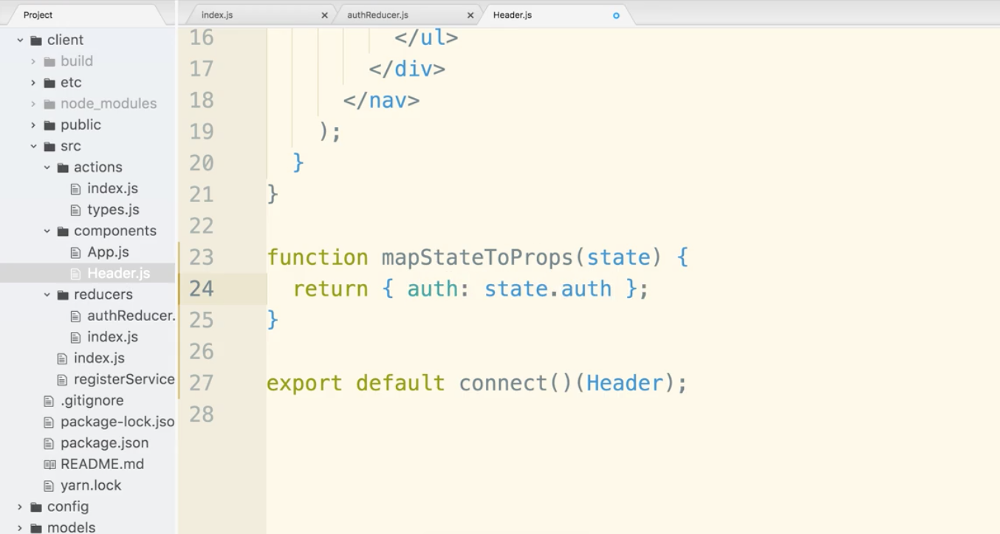 Project
index.js
authReducer.js
Header.js
client
build
etc
node_modules
public
src
actions
index.js
types.js
components
App.js
Header.js
reducers
authReducer.
index.js
index.js
registerService
.gitignore
package-lock.jso
package.json
README.md
yarn.lock
config
models
16 </ul>
17 </div>
18 </nav>
19 );
20 }
21 }
22
23 function mapStateToProps(state) {
24 return { auth: state.auth };
25 }
26
27 export default connect()(Header);
28